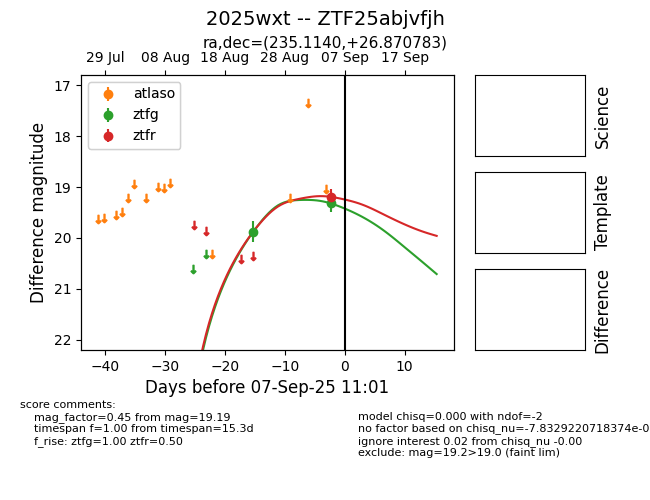 2025wxt -- ZTF25abjvfjh
ra,dec=(235.1140,+26.870783)
29 Jul 08 Aug 18 Aug 28 Aug 07 Sep 17 Sep
17
18
19
20
21
22
Difference magnitude
atlaso
ztfg
ztfr
−40 −30 −20 −10 0 10
Days before 07-Sep-25 11:01
Science
Template
Difference
score comments:
mag_factor=0.45 from mag=19.19
timespan f=1.00 from timespan=15.3d
f_rise: ztfg=1.00 ztfr=0.50
model chisq=0.000 with ndof=-2
no factor based on chisq_nu=-7.8329220718374e-0
ignore interest 0.02 from chisq_nu -0.00
exclude: mag=19.2>19.0 (faint lim)